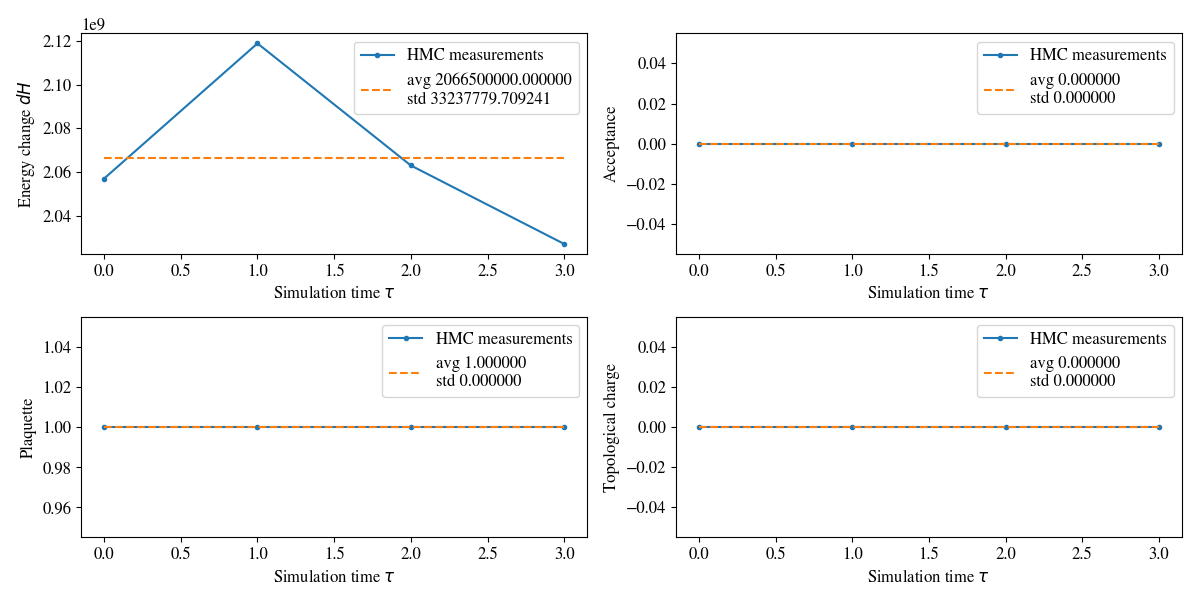 1e9
2.12
2.10
2.08
2.06
2.04
Energy change dH
HMC measurements
avg 2066500000.000000
std 33237779.709241
0.0 0.5 1.0 1.5 2.0 2.5 3.0
Simulation time τ
0.04
0.02
0.00
−0.02
−0.04
Acceptance
HMC measurements
avg 0.000000
std 0.000000
0.0 0.5 1.0 1.5 2.0 2.5 3.0
Simulation time τ
1.04
1.02
1.00
0.98
0.96
Plaquette
HMC measurements
avg 1.000000
std 0.000000
0.0 0.5 1.0 1.5 2.0 2.5 3.0
Simulation time τ
0.04
0.02
0.00
−0.02
−0.04
Topological charge
HMC measurements
avg 0.000000
std 0.000000
0.0 0.5 1.0 1.5 2.0 2.5 3.0
Simulation time τ